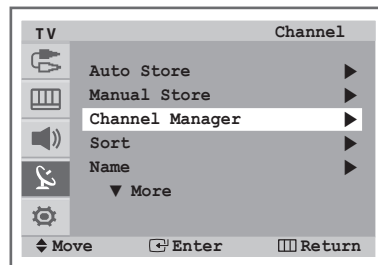 TV Channel
Auto Store ▶
Manual Store ▶
Channel Manager ▶
Sort ▶
Name ▶
▼ More
Move Enter Return